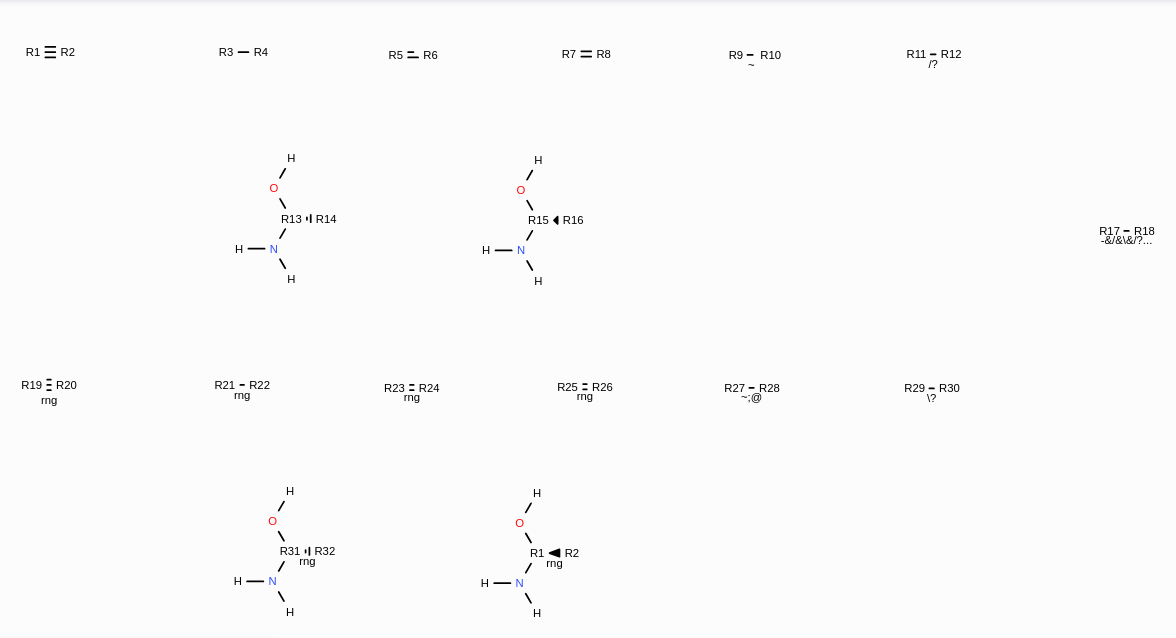 R1 R2
R3 R4
R5 R6
R7 R8
R9 R10
~
R11 R12
/?
H
O
R13 R14
H N
H
H
O
R15 R16
H N
H
R17 R18
-&/&\&/?...
R19 R20
rng
R21 R22
rng
R23 R24
rng
R25 R26
rng
R27 R28
~;@
R29 R30
\?
H
O
R31 R32
rng
H N
H
H
O
R1 R2
rng
H N
H